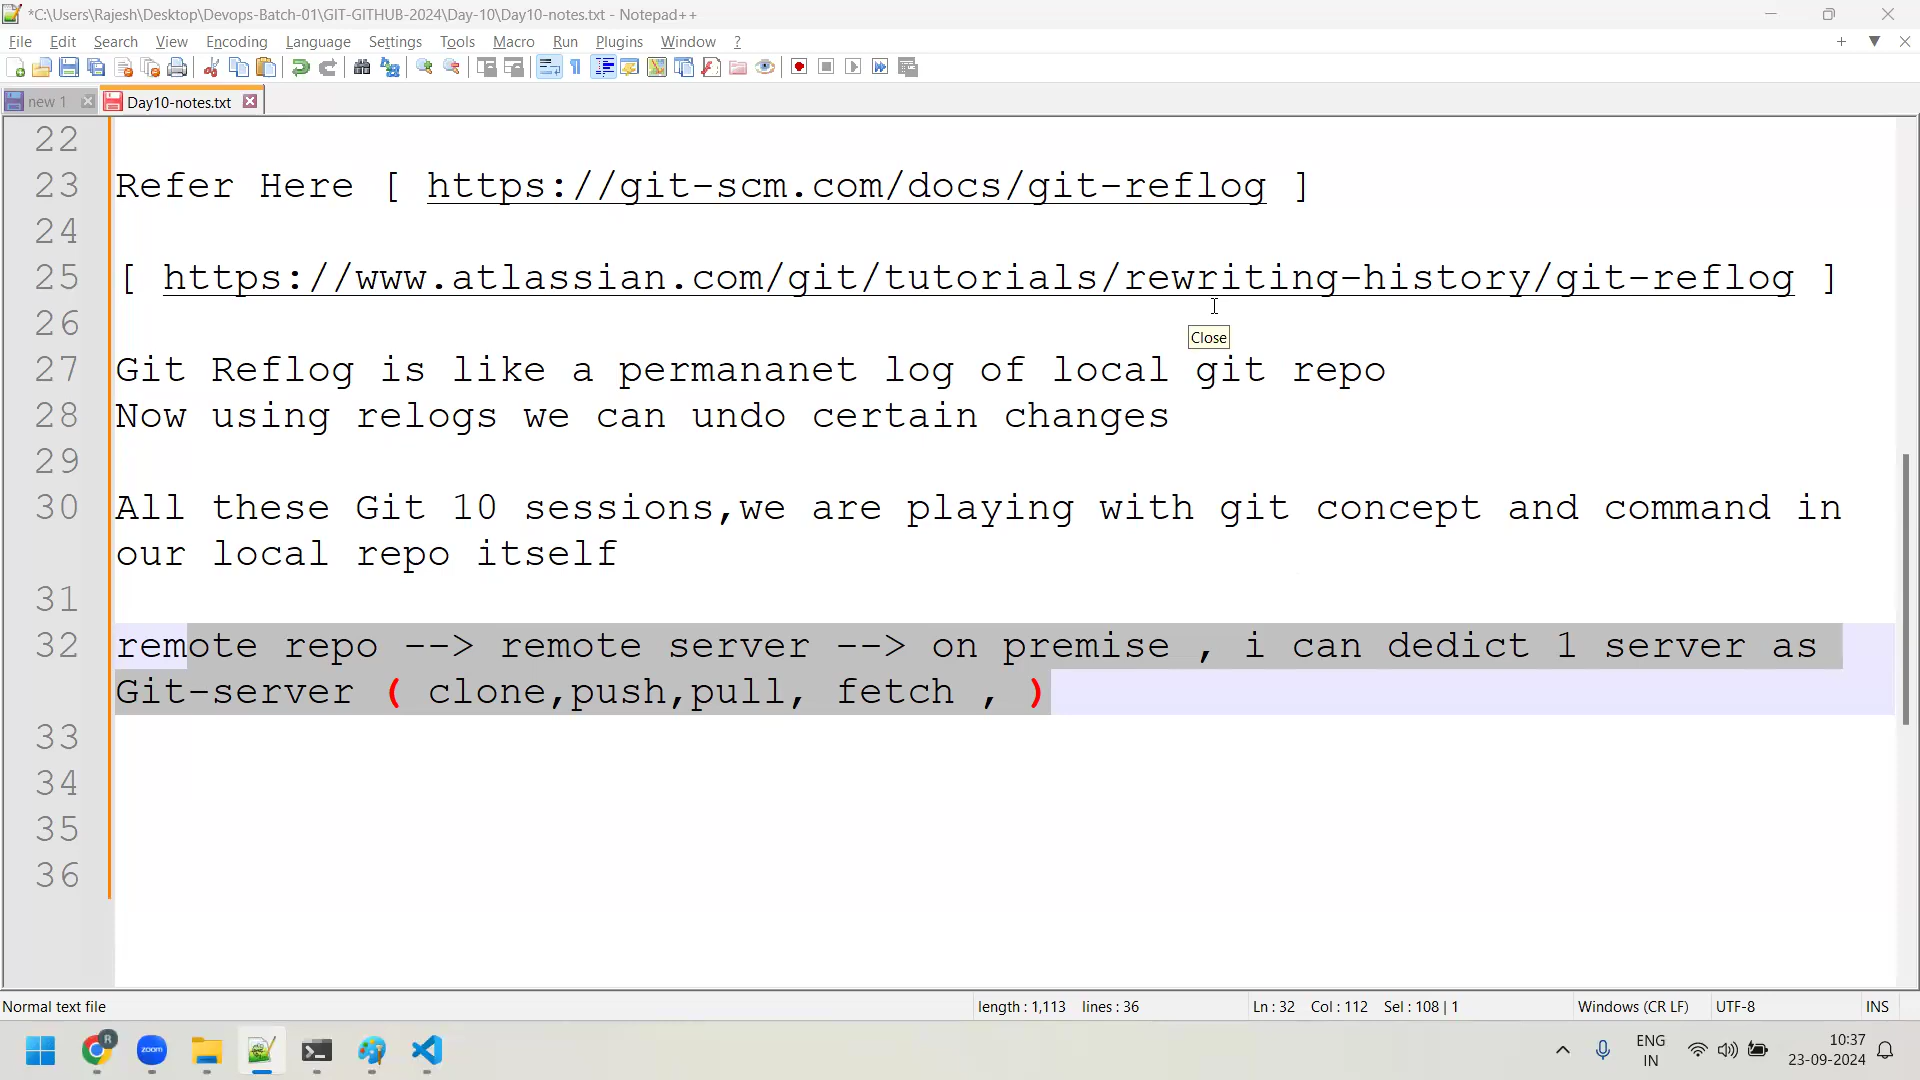 *C:\Users\Rajesh\Desktop\Devops-Batch-01\GIT-GITHUB-2024\Day-10\Day10-notes.txt - Notepad++
File Edit Search View Encoding Language Settings Tools Macro Run Plugins Window ?
new 1 Day10-notes.txt
22
23 Refer Here [ https://git-scm.com/docs/git-reflog ]
24
25 [ https://www.atlassian.com/git/tutorials/rewriting-history/git-reflog ]
26
Close
27 Git Reflog is like a permananet log of local git repo
28 Now using relogs we can undo certain changes
29
30 All these Git 10 sessions,we are playing with git concept and command in
our local repo itself
31
32 remote repo --> remote server --> on premise , i can dedict 1 server as
Git-server ( clone,push,pull, fetch , )
33
34
35
36
Normal text file length : 1,113 lines : 36 Ln : 32 Col : 112 Sel : 108 | 1 Windows (CR LF) UTF-8 INS
R zoom ENG 10:37
IN 23-09-2024